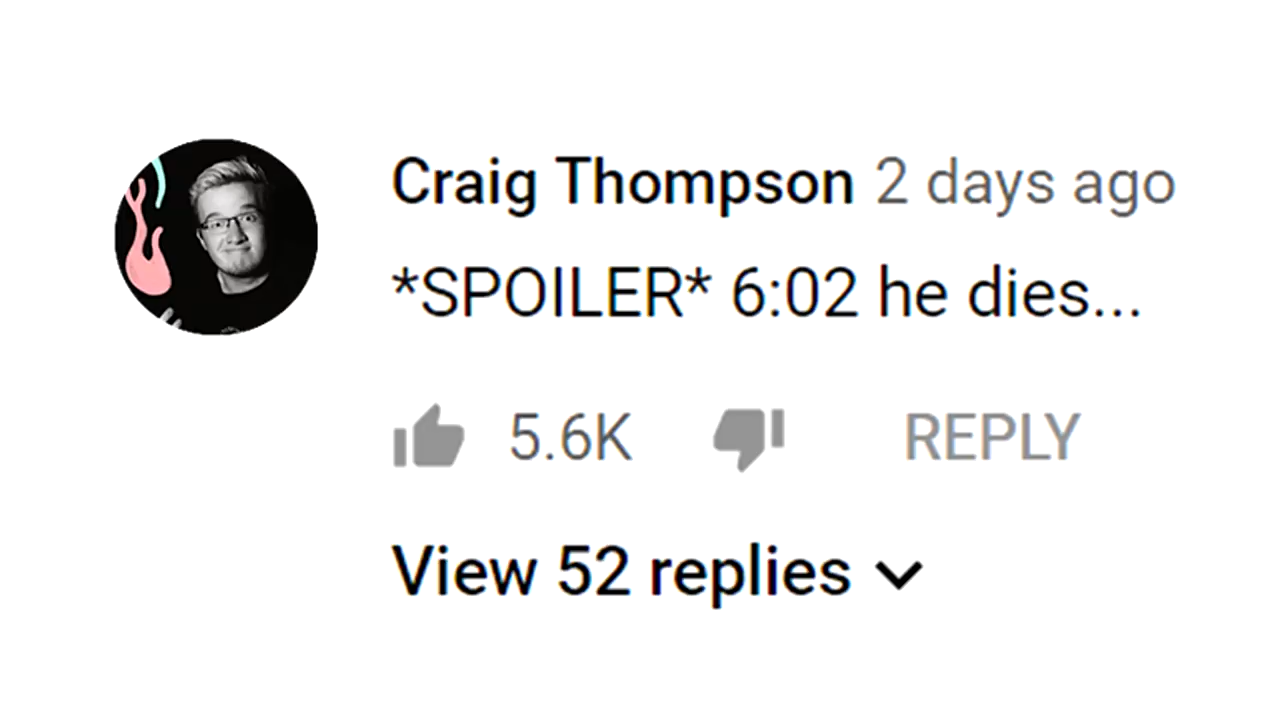 Craig Thompson 2 days ago
*SPOILER* 6:02 he dies...
5.6K REPLY
View 52 replies